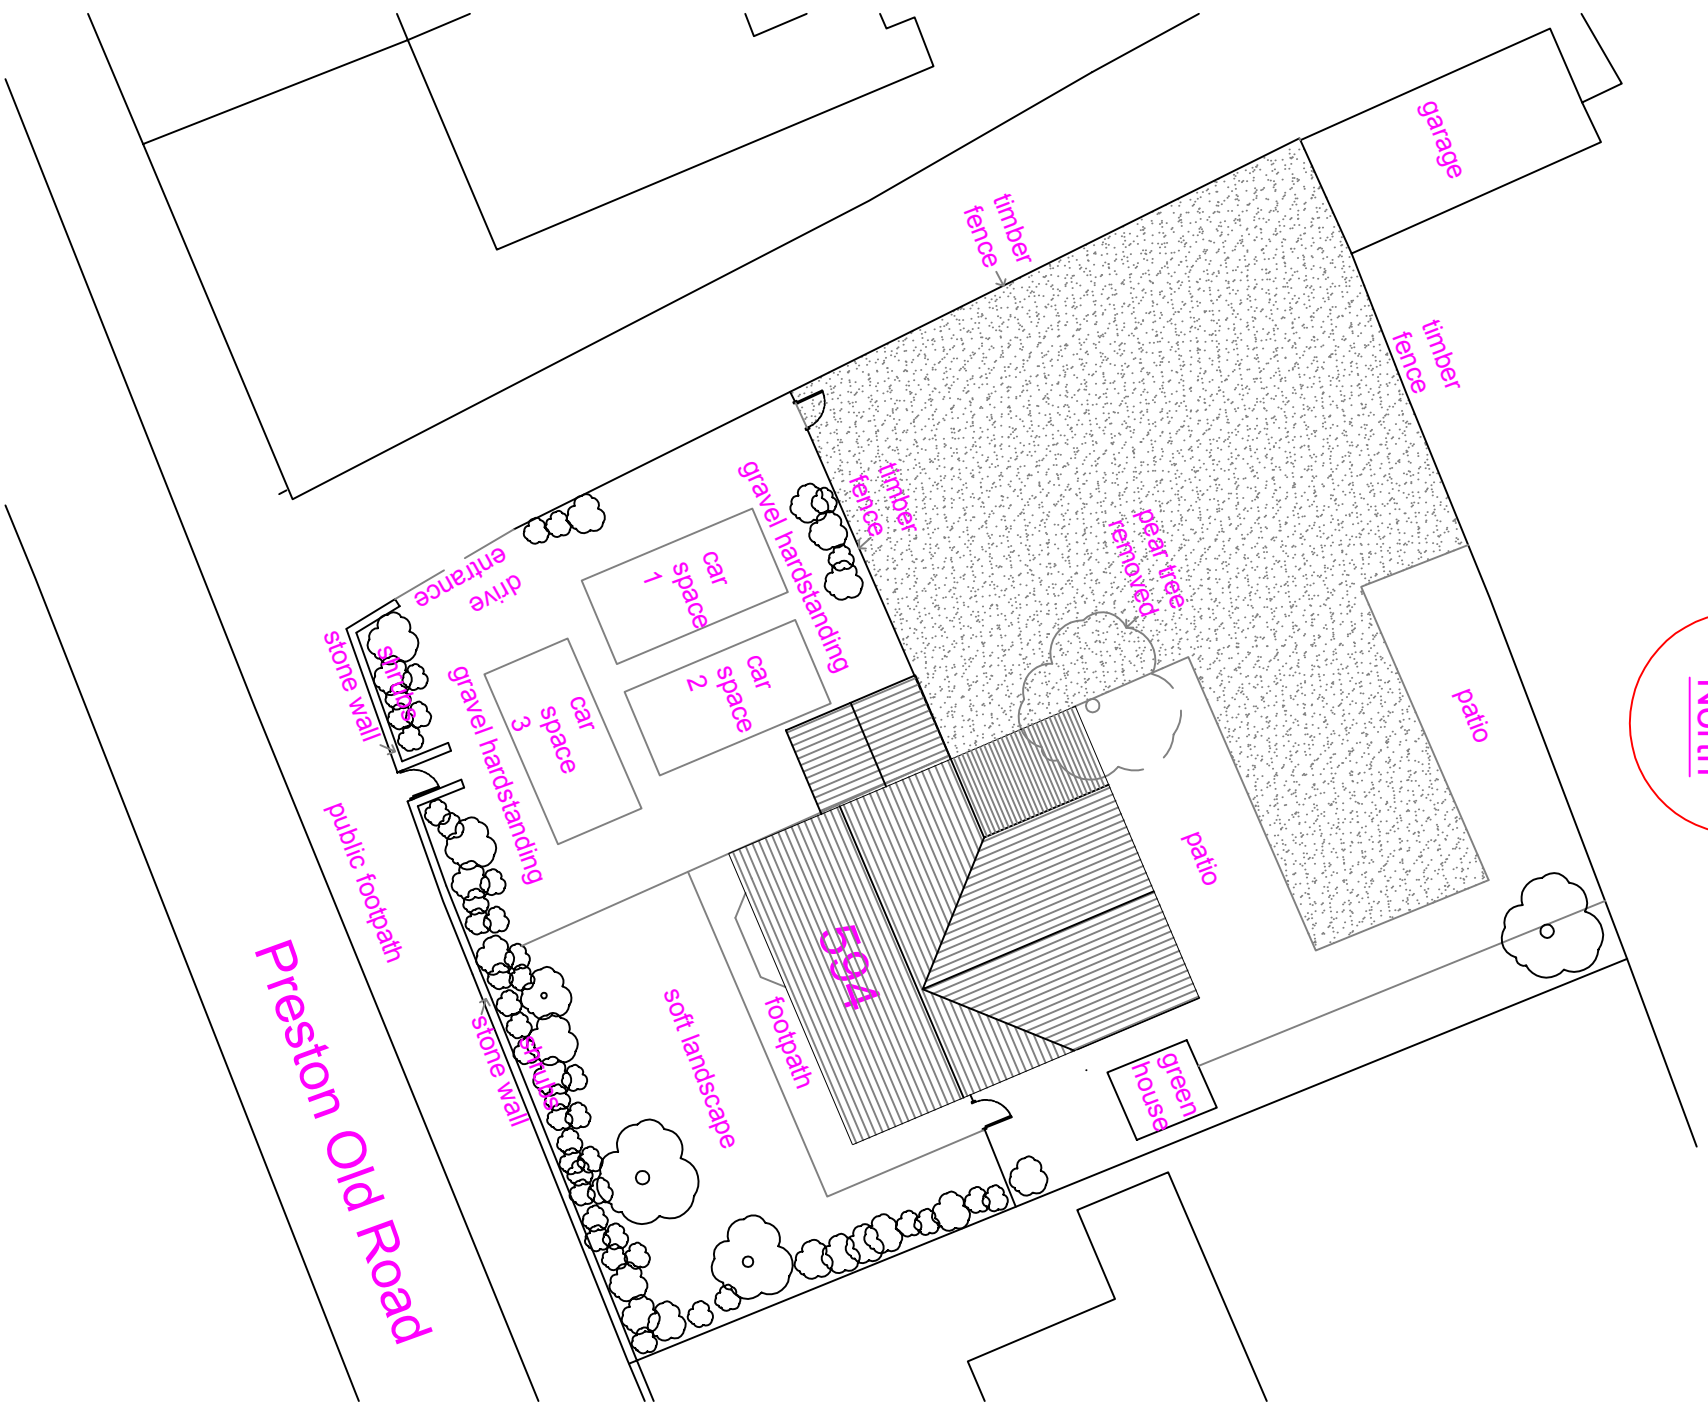 garage
timber
fence
timber
fence
timber
fence
gravel hardstanding
pear tree
removed
drive
entrance
car
space
1
car
space
2
car
space
3
gravel hardstanding
shrubs
stone wall
public footpath
patio
patio
North
594
footpath
soft landscape
shrubs
stone wall
green
house
Preston Old Road